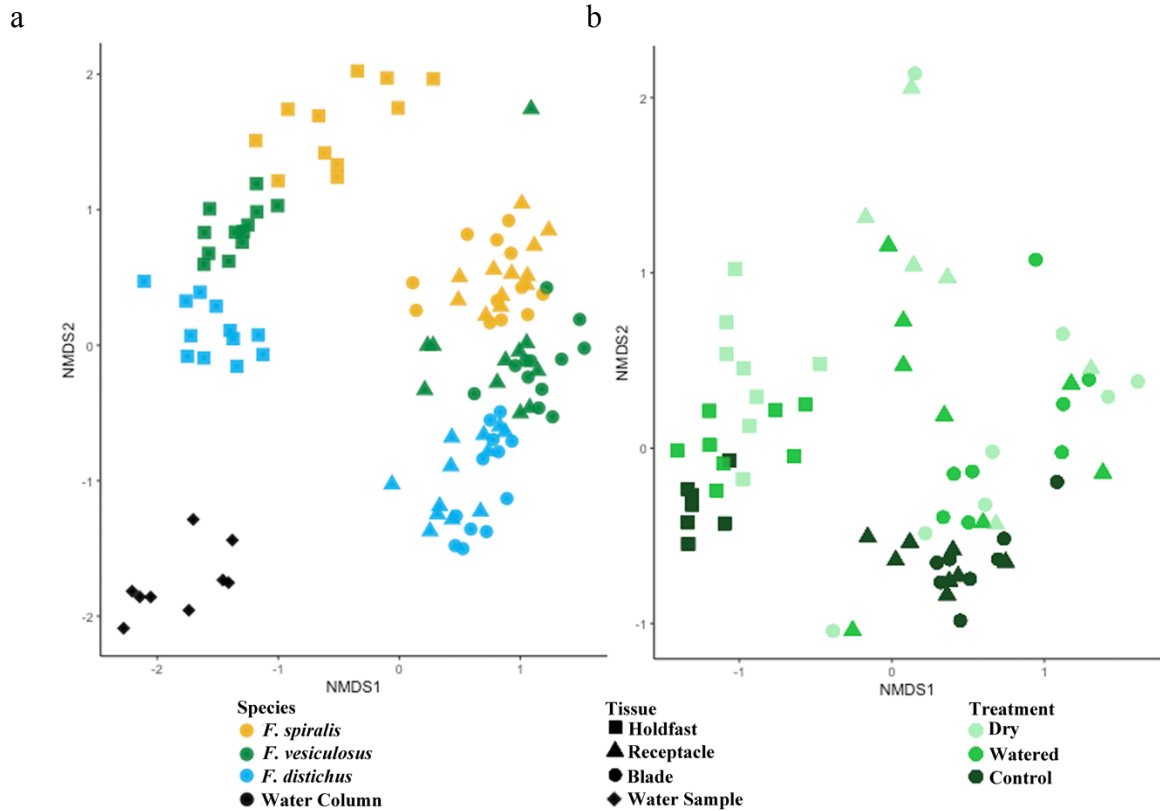 a
b
2
1
0
-1
-2
NMDS2
-2
-1
0
1
NMDS1
2
1
0
-1
NMDS2
-1
0
1
NMDS1
Species
F. spiralis
F. vesiculosus
F. distichus
Water Column
Tissue
Holdfast
Receptacle
Blade
Water Sample
Treatment
Dry
Watered
Control